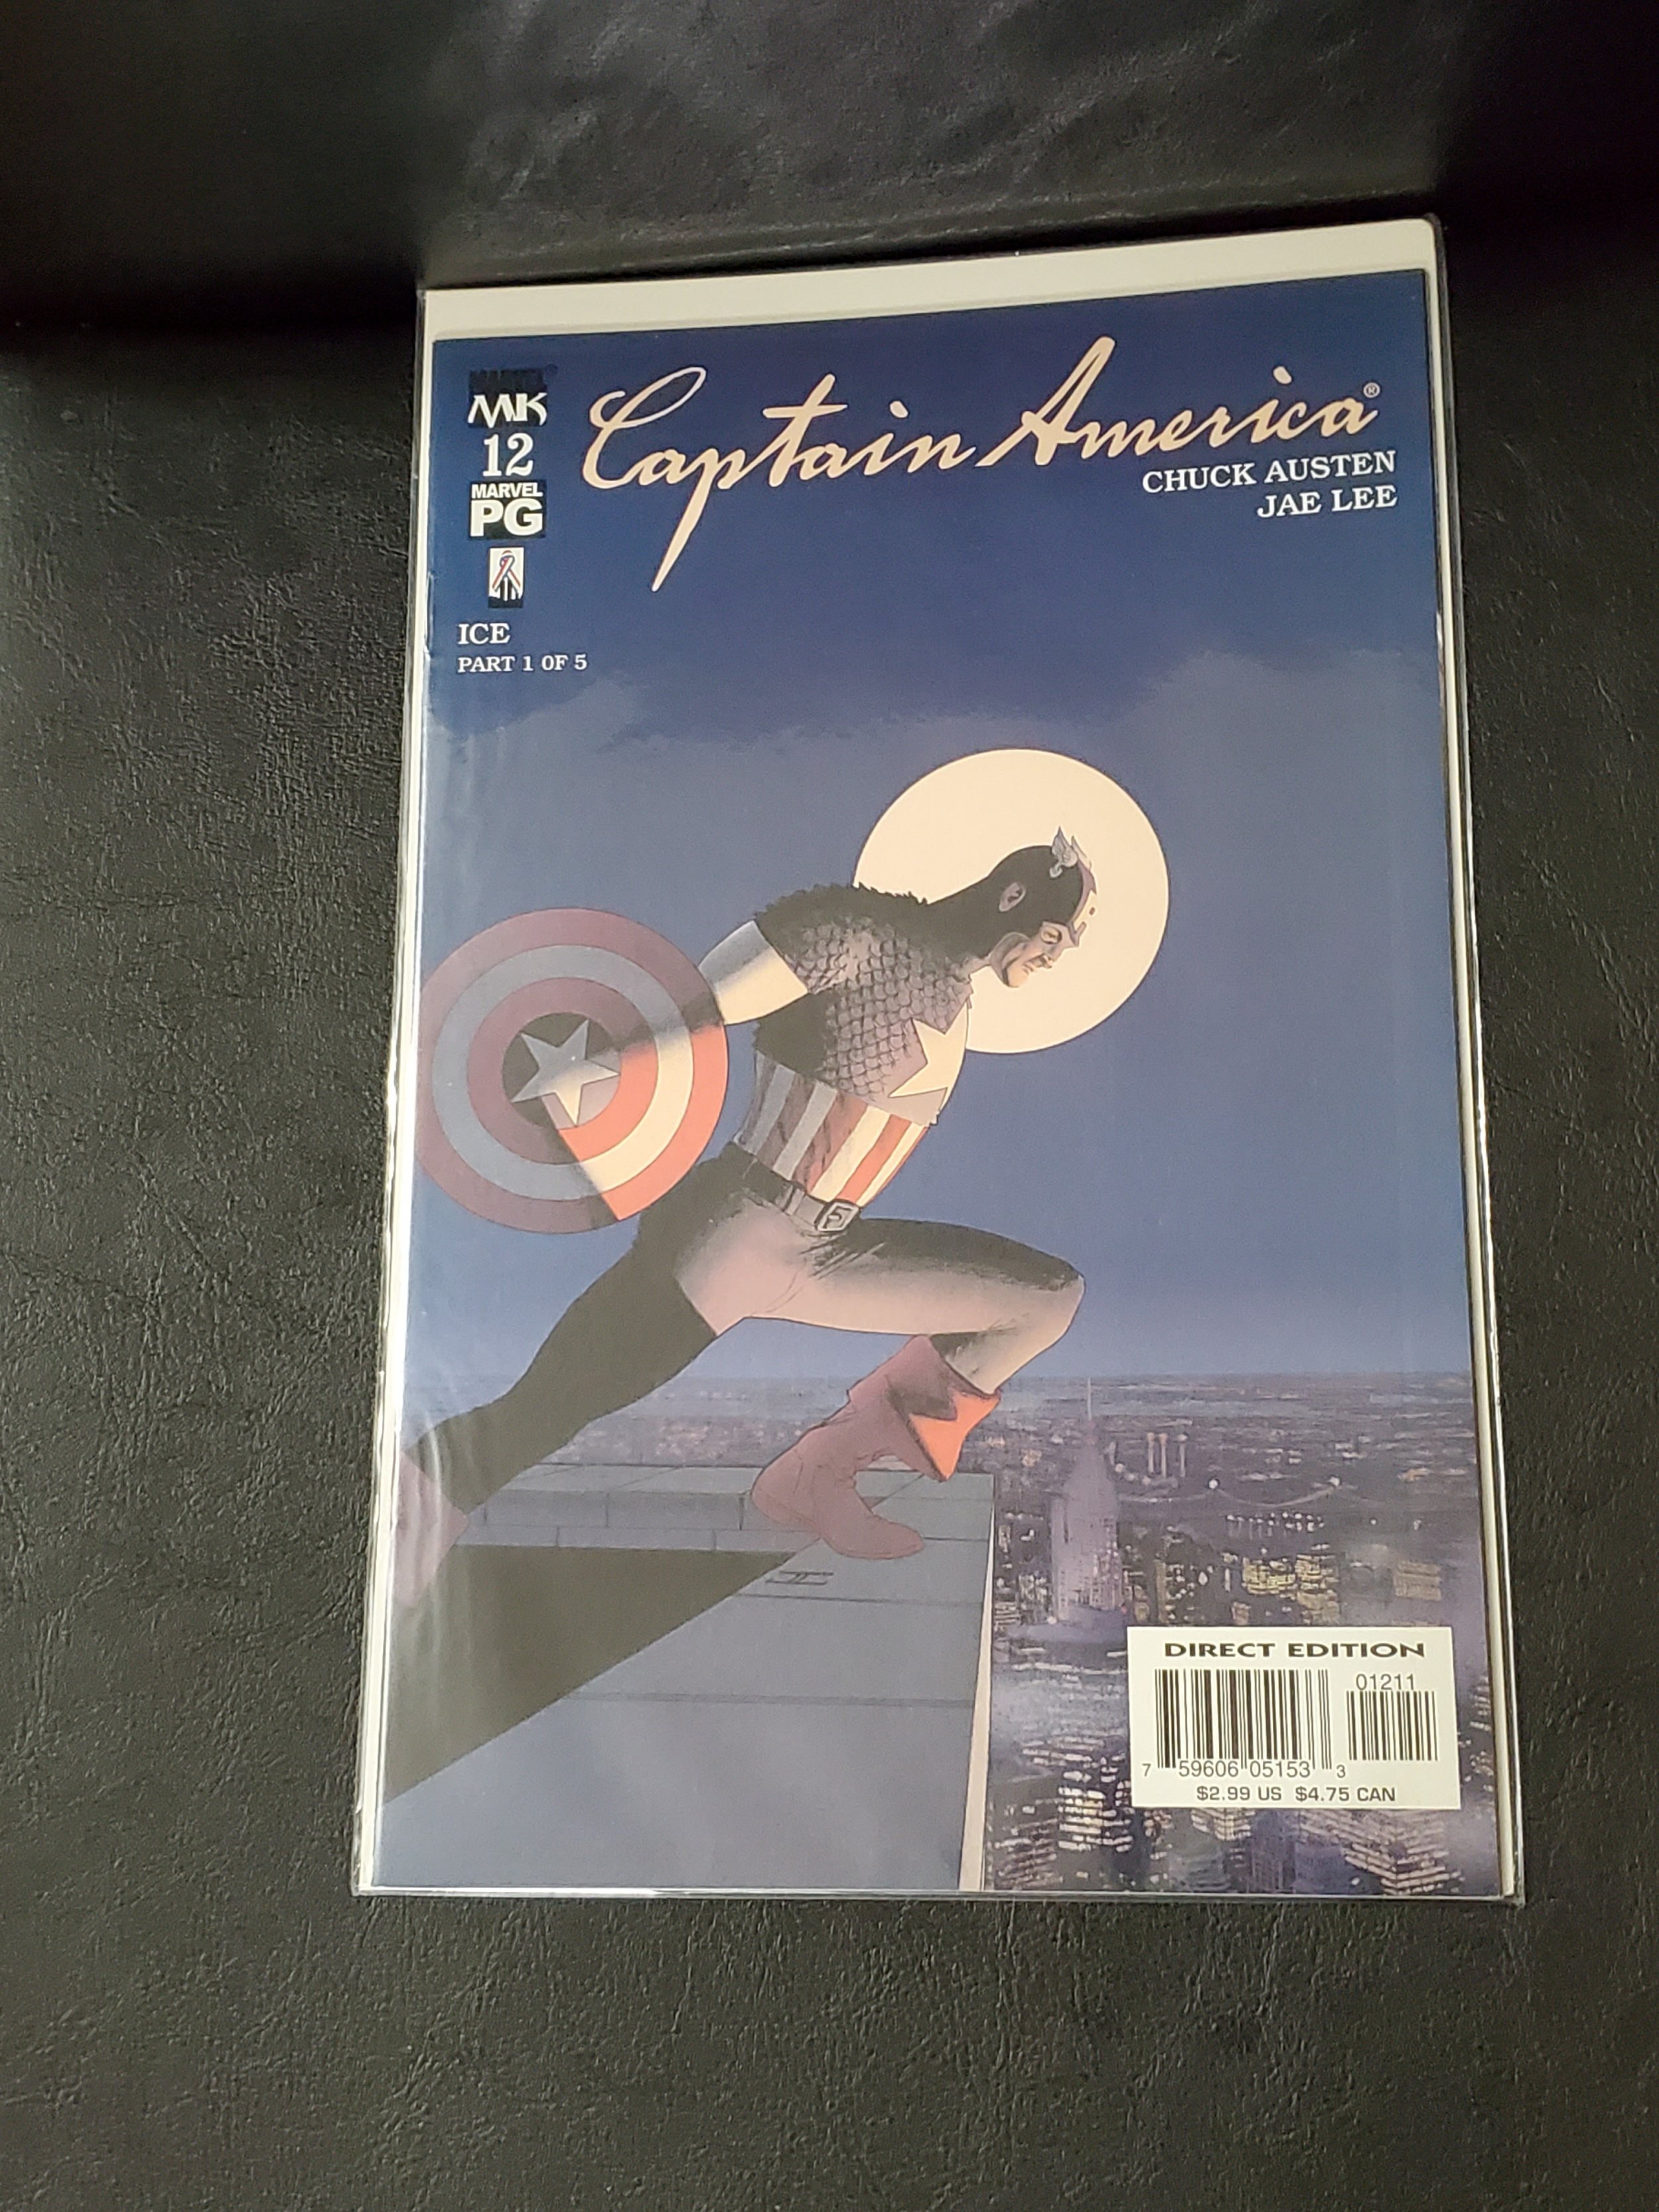 MARVEL
MK
12
MARVEL
PG
Captain America®
CHUCK AUSTEN
JAE LEE
ICE
PART 1 OF 5
DIRECT EDITION
01211
7 59606 05153 3
$2.99 US $4.75 CAN